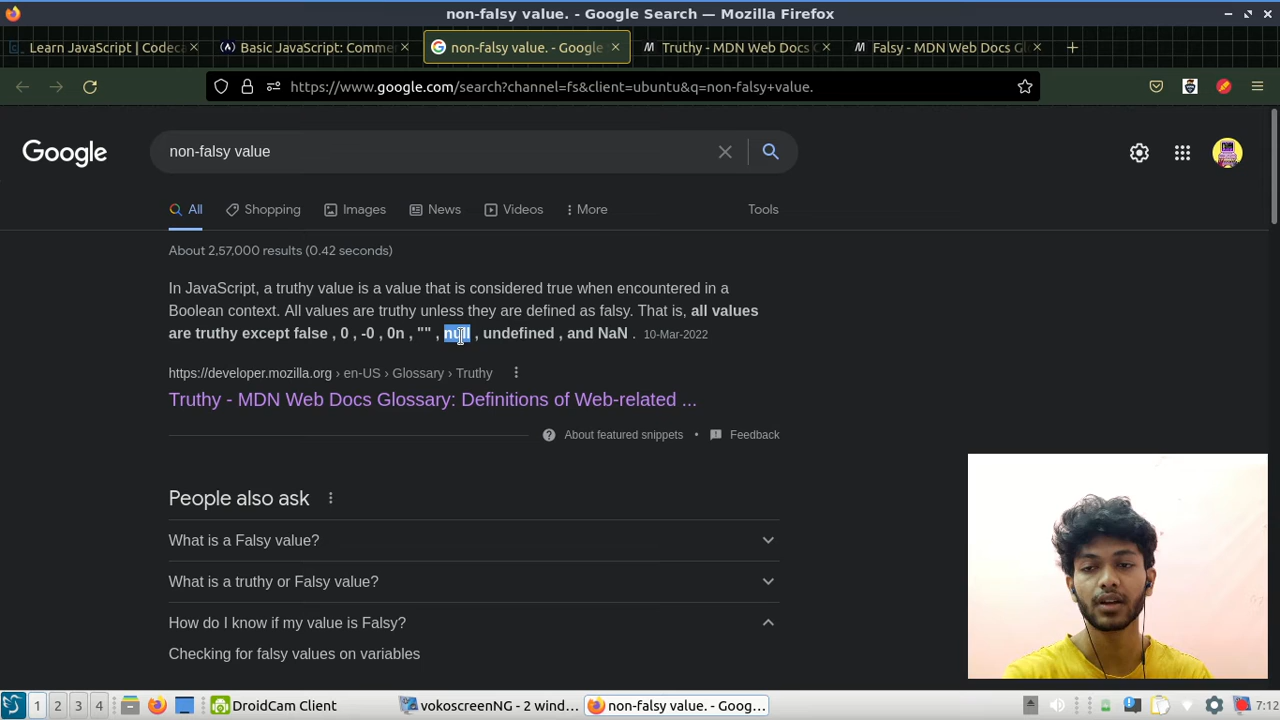 non-falsy value. - Google Search — Mozilla Firefox
Learn JavaScript | Codeca
Basic JavaScript: Comme
non-falsy value. - Google
Truthy - MDN Web Docs
Falsy - MDN Web Docs Gl
https://www.google.com/search?channel=fs&client=ubuntu&q=non-falsy+value.
Google
non-falsy value
All
Shopping
Images
News
Videos
More
Tools
About 2,57,000 results (0.42 seconds)
In JavaScript, a truthy value is a value that is considered true when encountered in a
Boolean context. All values are truthy unless they are defined as falsy. That is, all values
are truthy except false , 0 , -0 , 0n , "" , null , undefined , and NaN . 10-Mar-2022
https://developer.mozilla.org › en-US › Glossary › Truthy
Truthy - MDN Web Docs Glossary: Definitions of Web-related ...
About featured snippets • Feedback
People also ask
What is a Falsy value?
What is a truthy or Falsy value?
How do I know if my value is Falsy?
Checking for falsy values on variables
1 2 3 4
DroidCam Client
vokoscreenNG - 2 wind...
non-falsy value. - Goog...
7:12